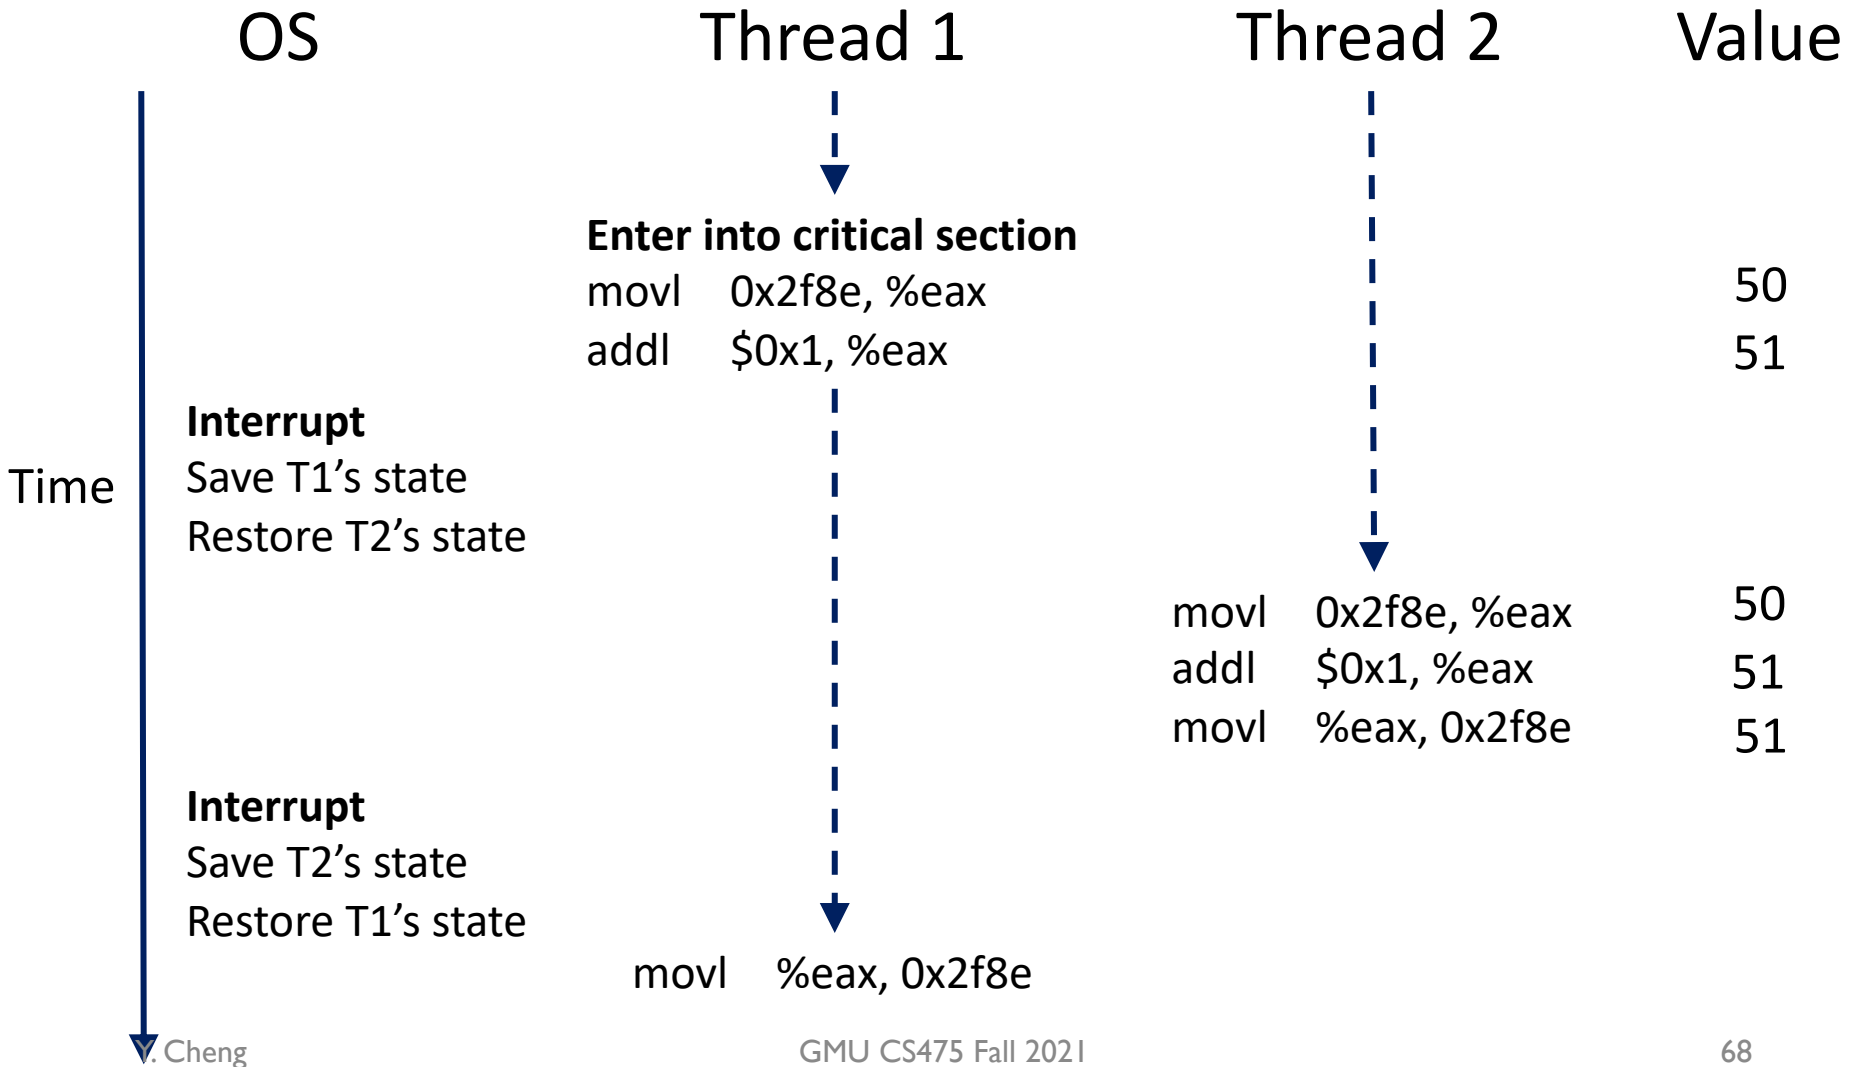 OS Thread 1 Thread 2 Value
Enter into critical section
movl 0x2f8e, %eax 50
addl $0x1, %eax 51
Interrupt
Time Save T1’s state
Restore T2’s state
movl 0x2f8e, %eax 50
addl $0x1, %eax 51
movl %eax, 0x2f8e 51
Interrupt
Save T2’s state
Restore T1’s state
movl %eax, 0x2f8e
Y. Cheng GMU CS475 Fall 2021 68